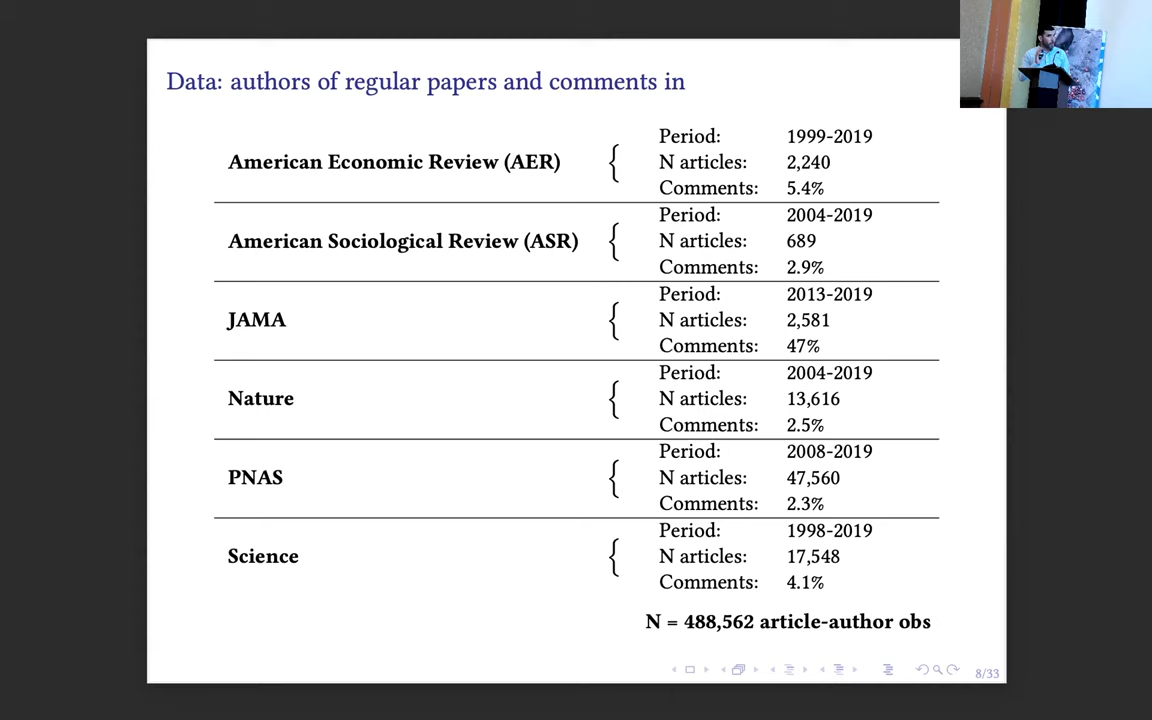 Data: authors of regular papers and comments in
American Economic Review (AER)
Period: 1999-2019
N articles: 2,240
Comments: 5.4%
American Sociological Review (ASR)
Period: 2004-2019
N articles: 689
Comments: 2.9%
JAMA
Period: 2013-2019
N articles: 2,581
Comments: 47%
Nature
Period: 2004-2019
N articles: 13,616
Comments: 2.5%
PNAS
Period: 2008-2019
N articles: 47,560
Comments: 2.3%
Science
Period: 1998-2019
N articles: 17,548
Comments: 4.1%
N = 488,562 article-author obs
8/33